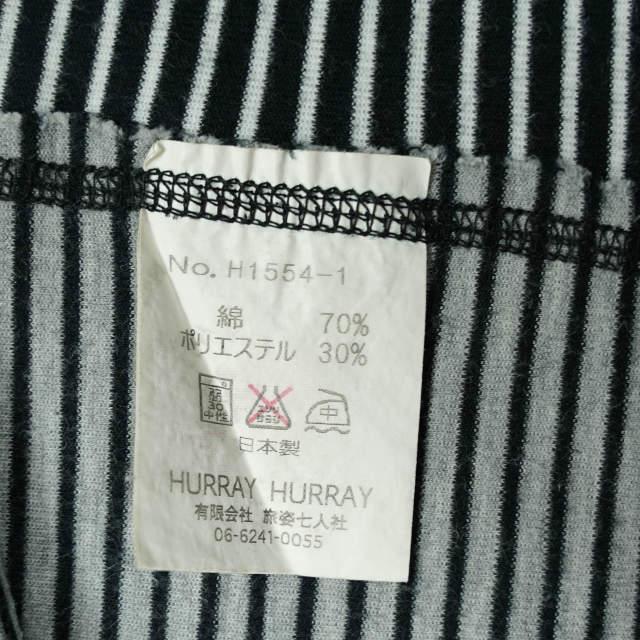 No. H1554-1
綿 70%
ポリエステル 30%
中
日本製
HURRAY HURRAY
有限会社 旅姿七人社
06-6241-0055